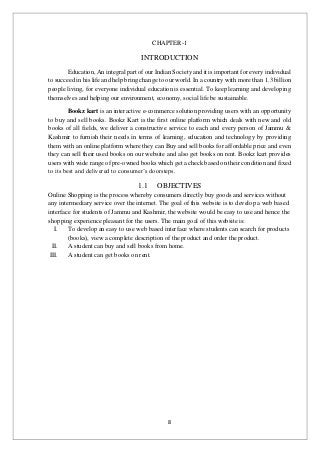 CHAPTER-1
INTRODUCTION
Education, An integral part of our Indian Society and it is important for every individual
to succeed in his life and help bring change to our world. In a country with more than 1.3 billion
people living, for everyone individual education is essential. To keep learning and developing
themselves and helping our environment, economy, social life be sustainable.
Bookz kart is an interactive e-commerce solution providing users with an opportunity
to buy and sell books. Bookz Kart is the first online platform which deals with new and old
books of all fields, we deliver a constructive service to each and every person of Jammu &
Kashmir to furnish their needs in terms of learning, education and technology by providing
them with an online platform where they can Buy and sell books for affordable price and even
they can sell their used books on our website and also get books on rent. Bookz kart provides
users with wide range of pre-owned books which get a check based on their condition and fixed
to its best and delivered to consumer's doorsteps.
1.1 OBJECTIVES
Online Shopping is the process whereby consumers directly buy goods and services without
any intermediary service over the internet. The goal of this website is to develop a web based
interface for students of Jammu and Kashmir, the website would be easy to use and hence the
shopping experience pleasant for the users. The main goal of this website is
I. To develop an easy to use web based interface where students can search for products
(books), view a complete description of the product and order the product.
II. A student can buy and sell books from home.
III. A student can get books on rent.
8